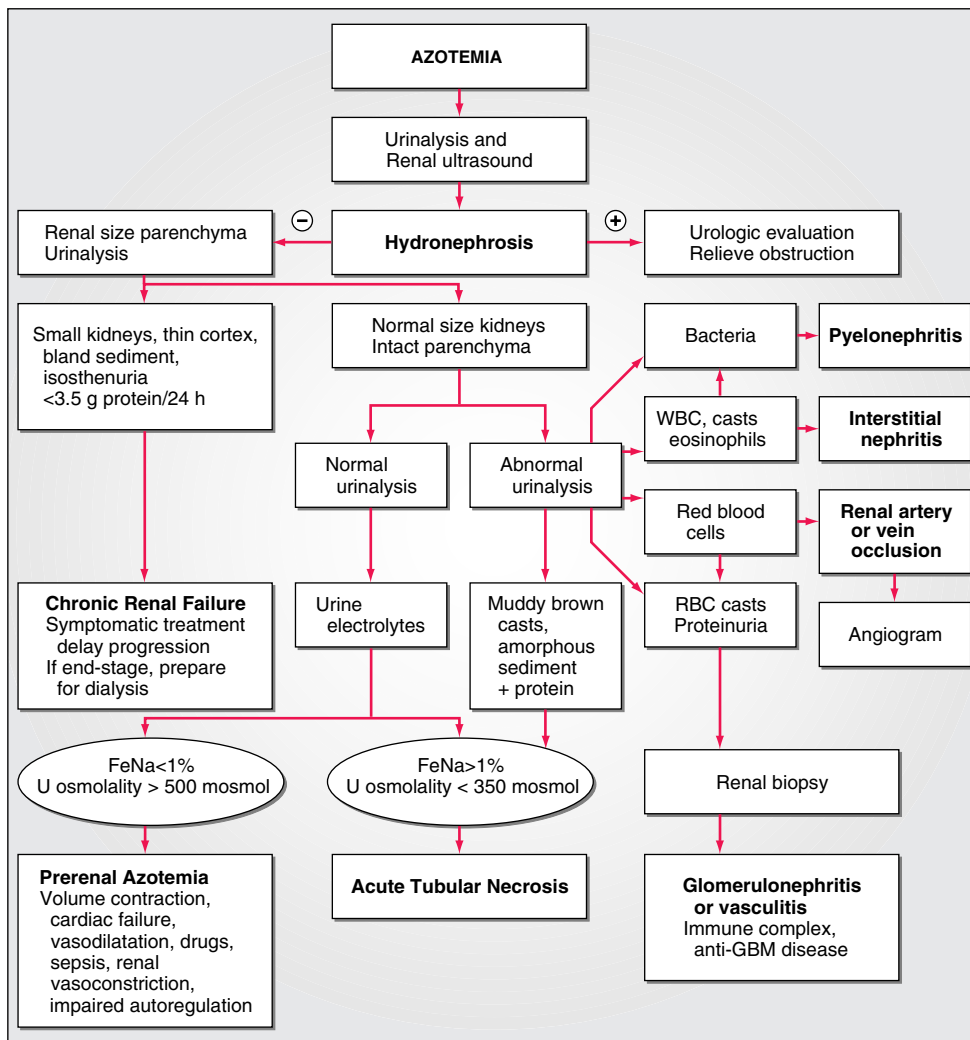 AZOTEMIA
Urinalysis and
Renal ultrasound
−
+
Renal size parenchyma
Urinalysis
Hydronephrosis
Urologic evaluation
Relieve obstruction
Small kidneys, thin cortex,
bland sediment,
isosthenuria
<3.5 g protein/24 h
Normal size kidneys
Intact parenchyma
Bacteria
Pyelonephritis
WBC, casts
eosinophils
Interstitial
nephritis
Normal
urinalysis
Abnormal
urinalysis
Red blood
cells
Renal artery
or vein
occlusion
Chronic Renal Failure
Symptomatic treatment
delay progression
If end-stage, prepare
for dialysis
Urine
electrolytes
Muddy brown
casts,
amorphous
sediment
+ protein
RBC casts
Proteinuria
Angiogram
FeNa<1%
U osmolality > 500 mosmol
FeNa>1%
U osmolality < 350 mosmol
Renal biopsy
Prerenal Azotemia
Volume contraction,
cardiac failure,
vasodilatation, drugs,
sepsis, renal
vasoconstriction,
impaired autoregulation
Acute Tubular Necrosis
Glomerulonephritis
or vasculitis
Immune complex,
anti-GBM disease